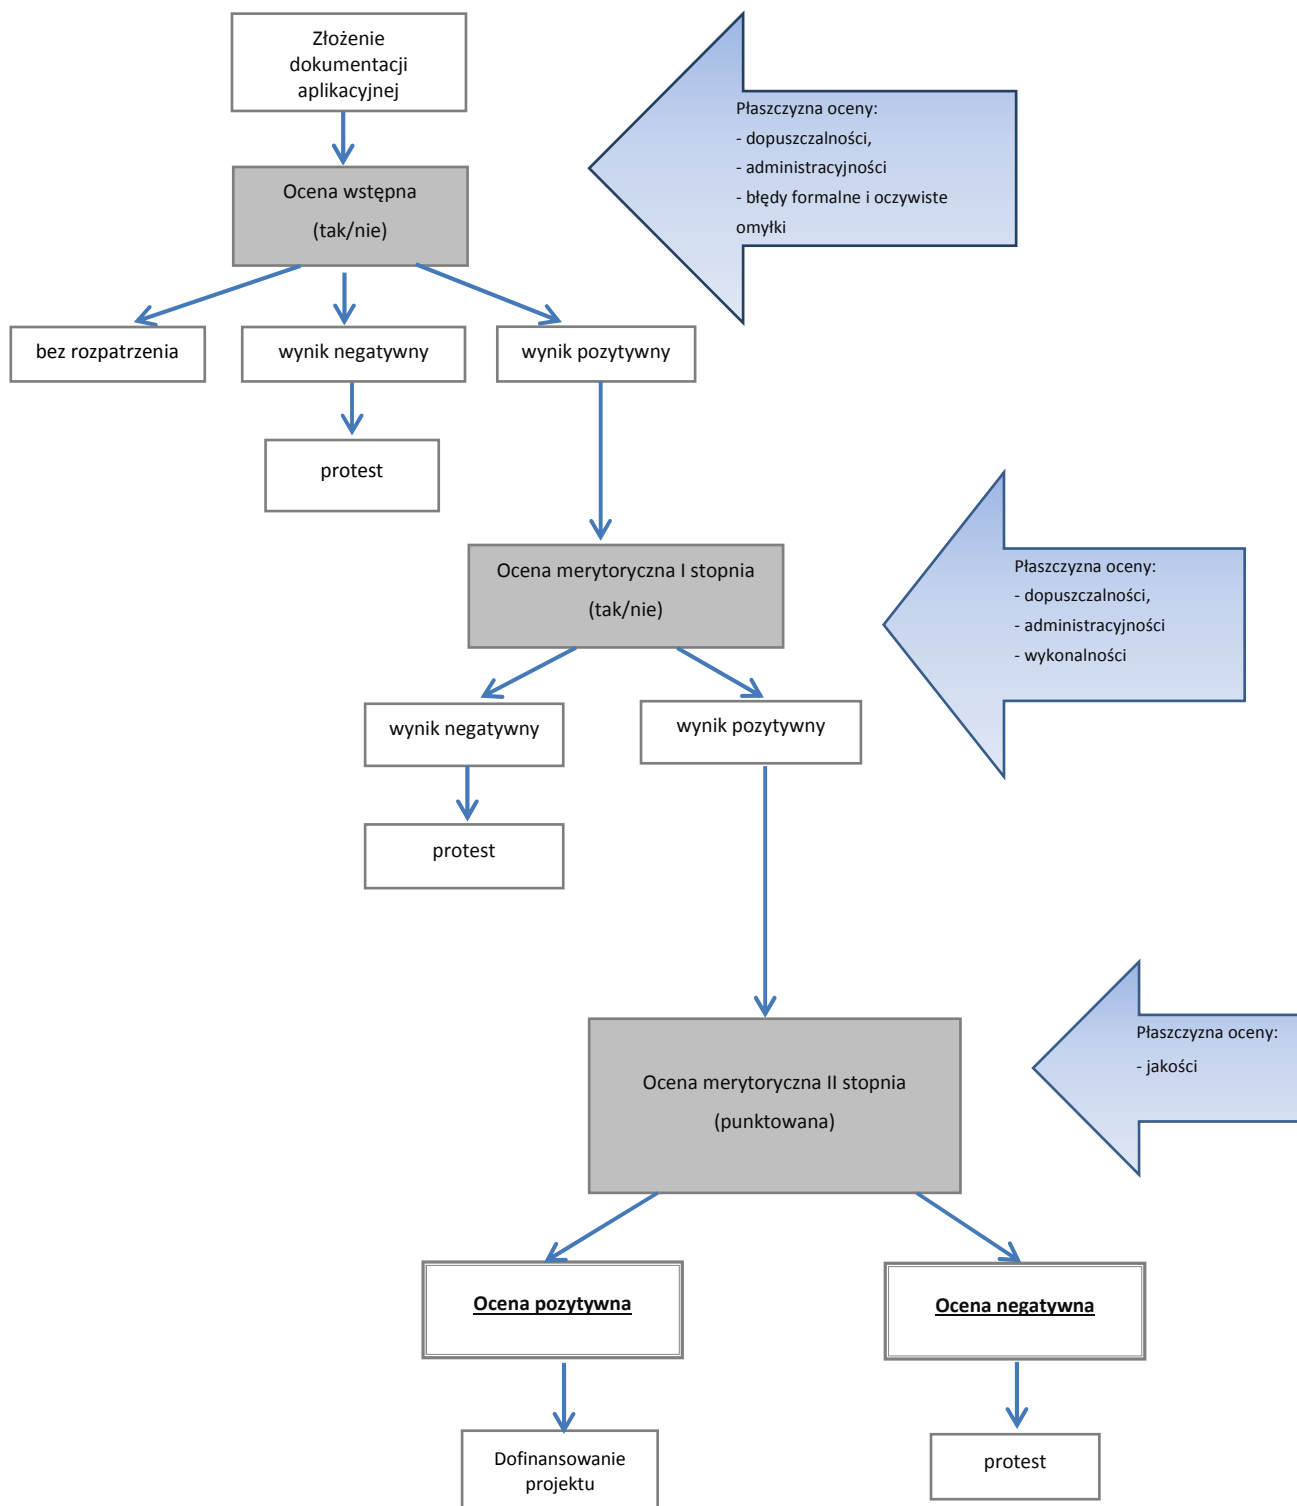 Złożenie
dokumentacji
aplikacyjnej
Płaszczyzna oceny:
- dopuszczalności,
- administracyjności
- błędy formalne i oczywiste
omyłki
Ocena wstępna
(tak/nie)
bez rozpatrzenia
wynik negatywny
wynik pozytywny
protest
Ocena merytoryczna I stopnia
(tak/nie)
Płaszczyzna oceny:
- dopuszczalności,
- administracyjności
- wykonalności
wynik negatywny
wynik pozytywny
protest
Ocena merytoryczna II stopnia
(punktowana)
Płaszczyzna oceny:
- jakości
Ocena pozytywna
Ocena negatywna
Dofinansowanie
projektu
protest